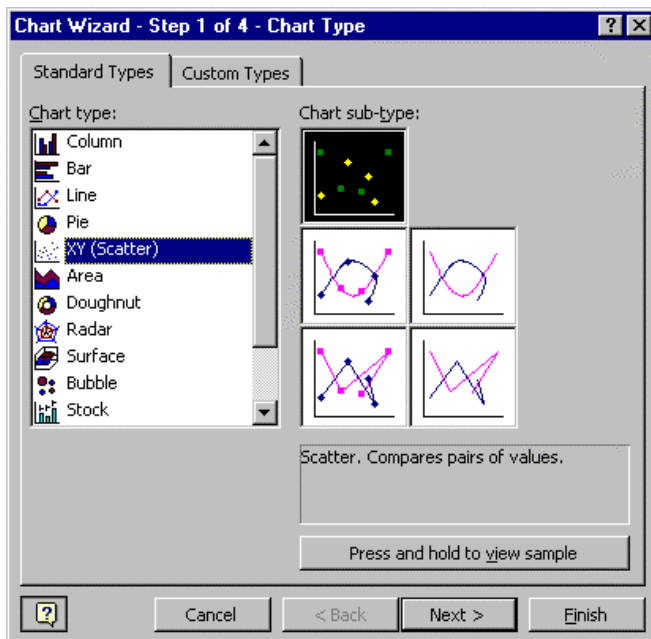 Chart Wizard - Step 1 of 4 - Chart Type
Standard Types
Custom Types
Chart type:
Column
Bar
Line
Pie
XY (Scatter)
Area
Doughnut
Radar
Surface
Bubble
Stock
Chart sub-type:
Scatter. Compares pairs of values.
Press and hold to view sample
Cancel
< Back
Next >
Finish